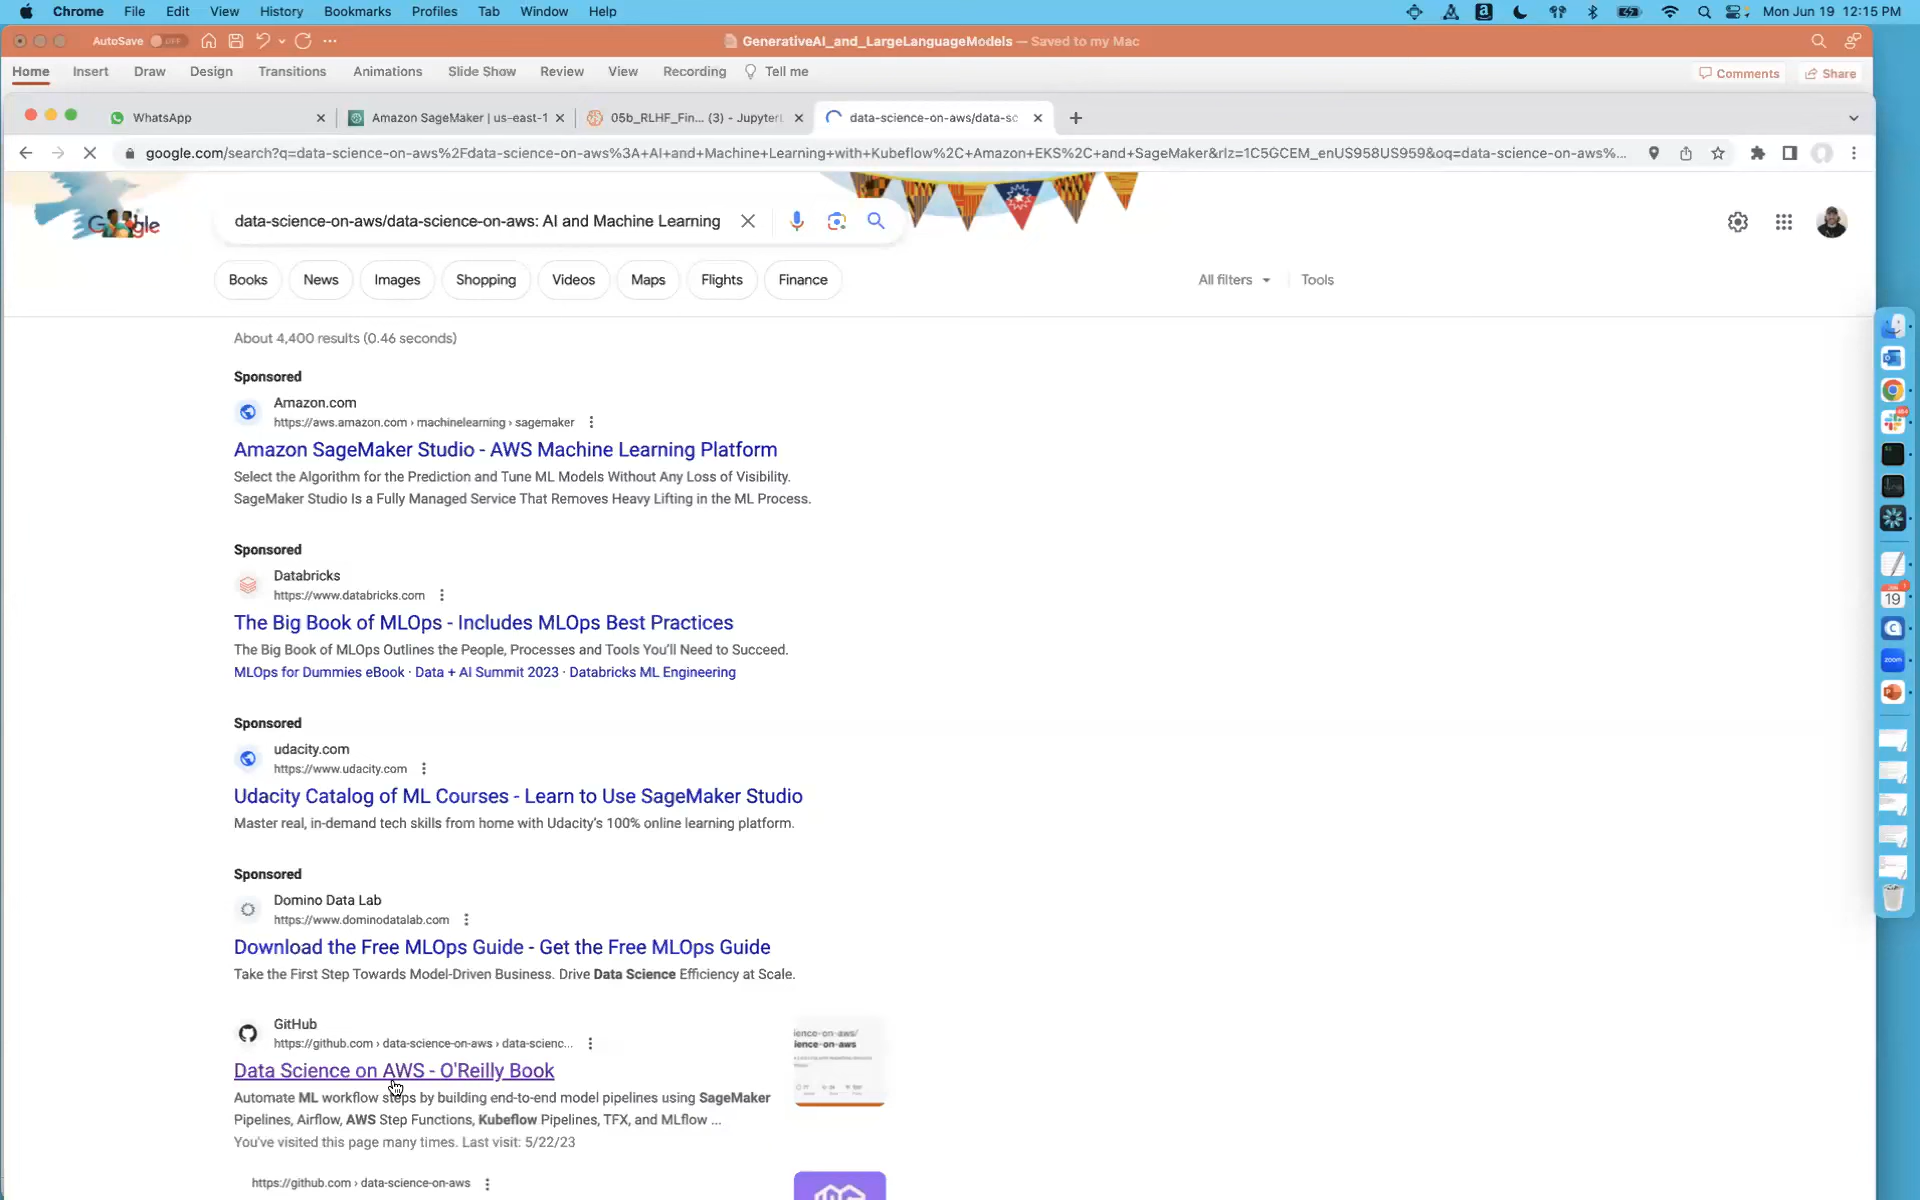 Chrome File Edit View History Bookmarks Profiles Tab Window Help Mon Jun 19 12:15 PM
AutoSave OFF GenerativeAI_and_LargeLanguageModels — Saved to my Mac
Home Insert Draw Design Transitions Animations Slide Show Review View Recording Tell me Comments Share
WhatsApp Amazon SageMaker | us-east-1 05b_RLHF_Fin... (3) - Jupyter data-science-on-aws/data-sc
google.com/search?q=data-science-on-aws%2Fdata-science-on-aws%3A+AI+and+Machine+Learning+with+Kubeflow%2C+Amazon+EKS%2C+and+SageMaker&rlz=1C5GCEM_enUS958US959&oq=data-science-on-aws%...
Google
data-science-on-aws/data-science-on-aws: AI and Machine Learning
Books News Images Shopping Videos Maps Flights Finance All filters Tools
About 4,400 results (0.46 seconds)
Sponsored
Amazon.com
https://aws.amazon.com › machinelearning › sagemaker
Amazon SageMaker Studio - AWS Machine Learning Platform
Select the Algorithm for the Prediction and Tune ML Models Without Any Loss of Visibility.
SageMaker Studio Is a Fully Managed Service That Removes Heavy Lifting in the ML Process.
Sponsored
Databricks
https://www.databricks.com
The Big Book of MLOps - Includes MLOps Best Practices
The Big Book of MLOps Outlines the People, Processes and Tools You'll Need to Succeed.
MLOps for Dummies eBook · Data + AI Summit 2023 · Databricks ML Engineering
Sponsored
udacity.com
https://www.udacity.com
Udacity Catalog of ML Courses - Learn to Use SageMaker Studio
Master real, in-demand tech skills from home with Udacity's 100% online learning platform.
Sponsored
Domino Data Lab
https://www.dominodatalab.com
Download the Free MLOps Guide - Get the Free MLOps Guide
Take the First Step Towards Model-Driven Business. Drive Data Science Efficiency at Scale.
GitHub
https://github.com › data-science-on-aws › data-scienc...
Data Science on AWS - O'Reilly Book
Automate ML workflow steps by building end-to-end model pipelines using SageMaker
Pipelines, Airflow, AWS Step Functions, Kubeflow Pipelines, TFX, and MLflow ...
You've visited this page many times. Last visit: 5/22/23
ience-on-aws/
ience-on-aws
https://github.com › data-science-on-aws
19
zoom